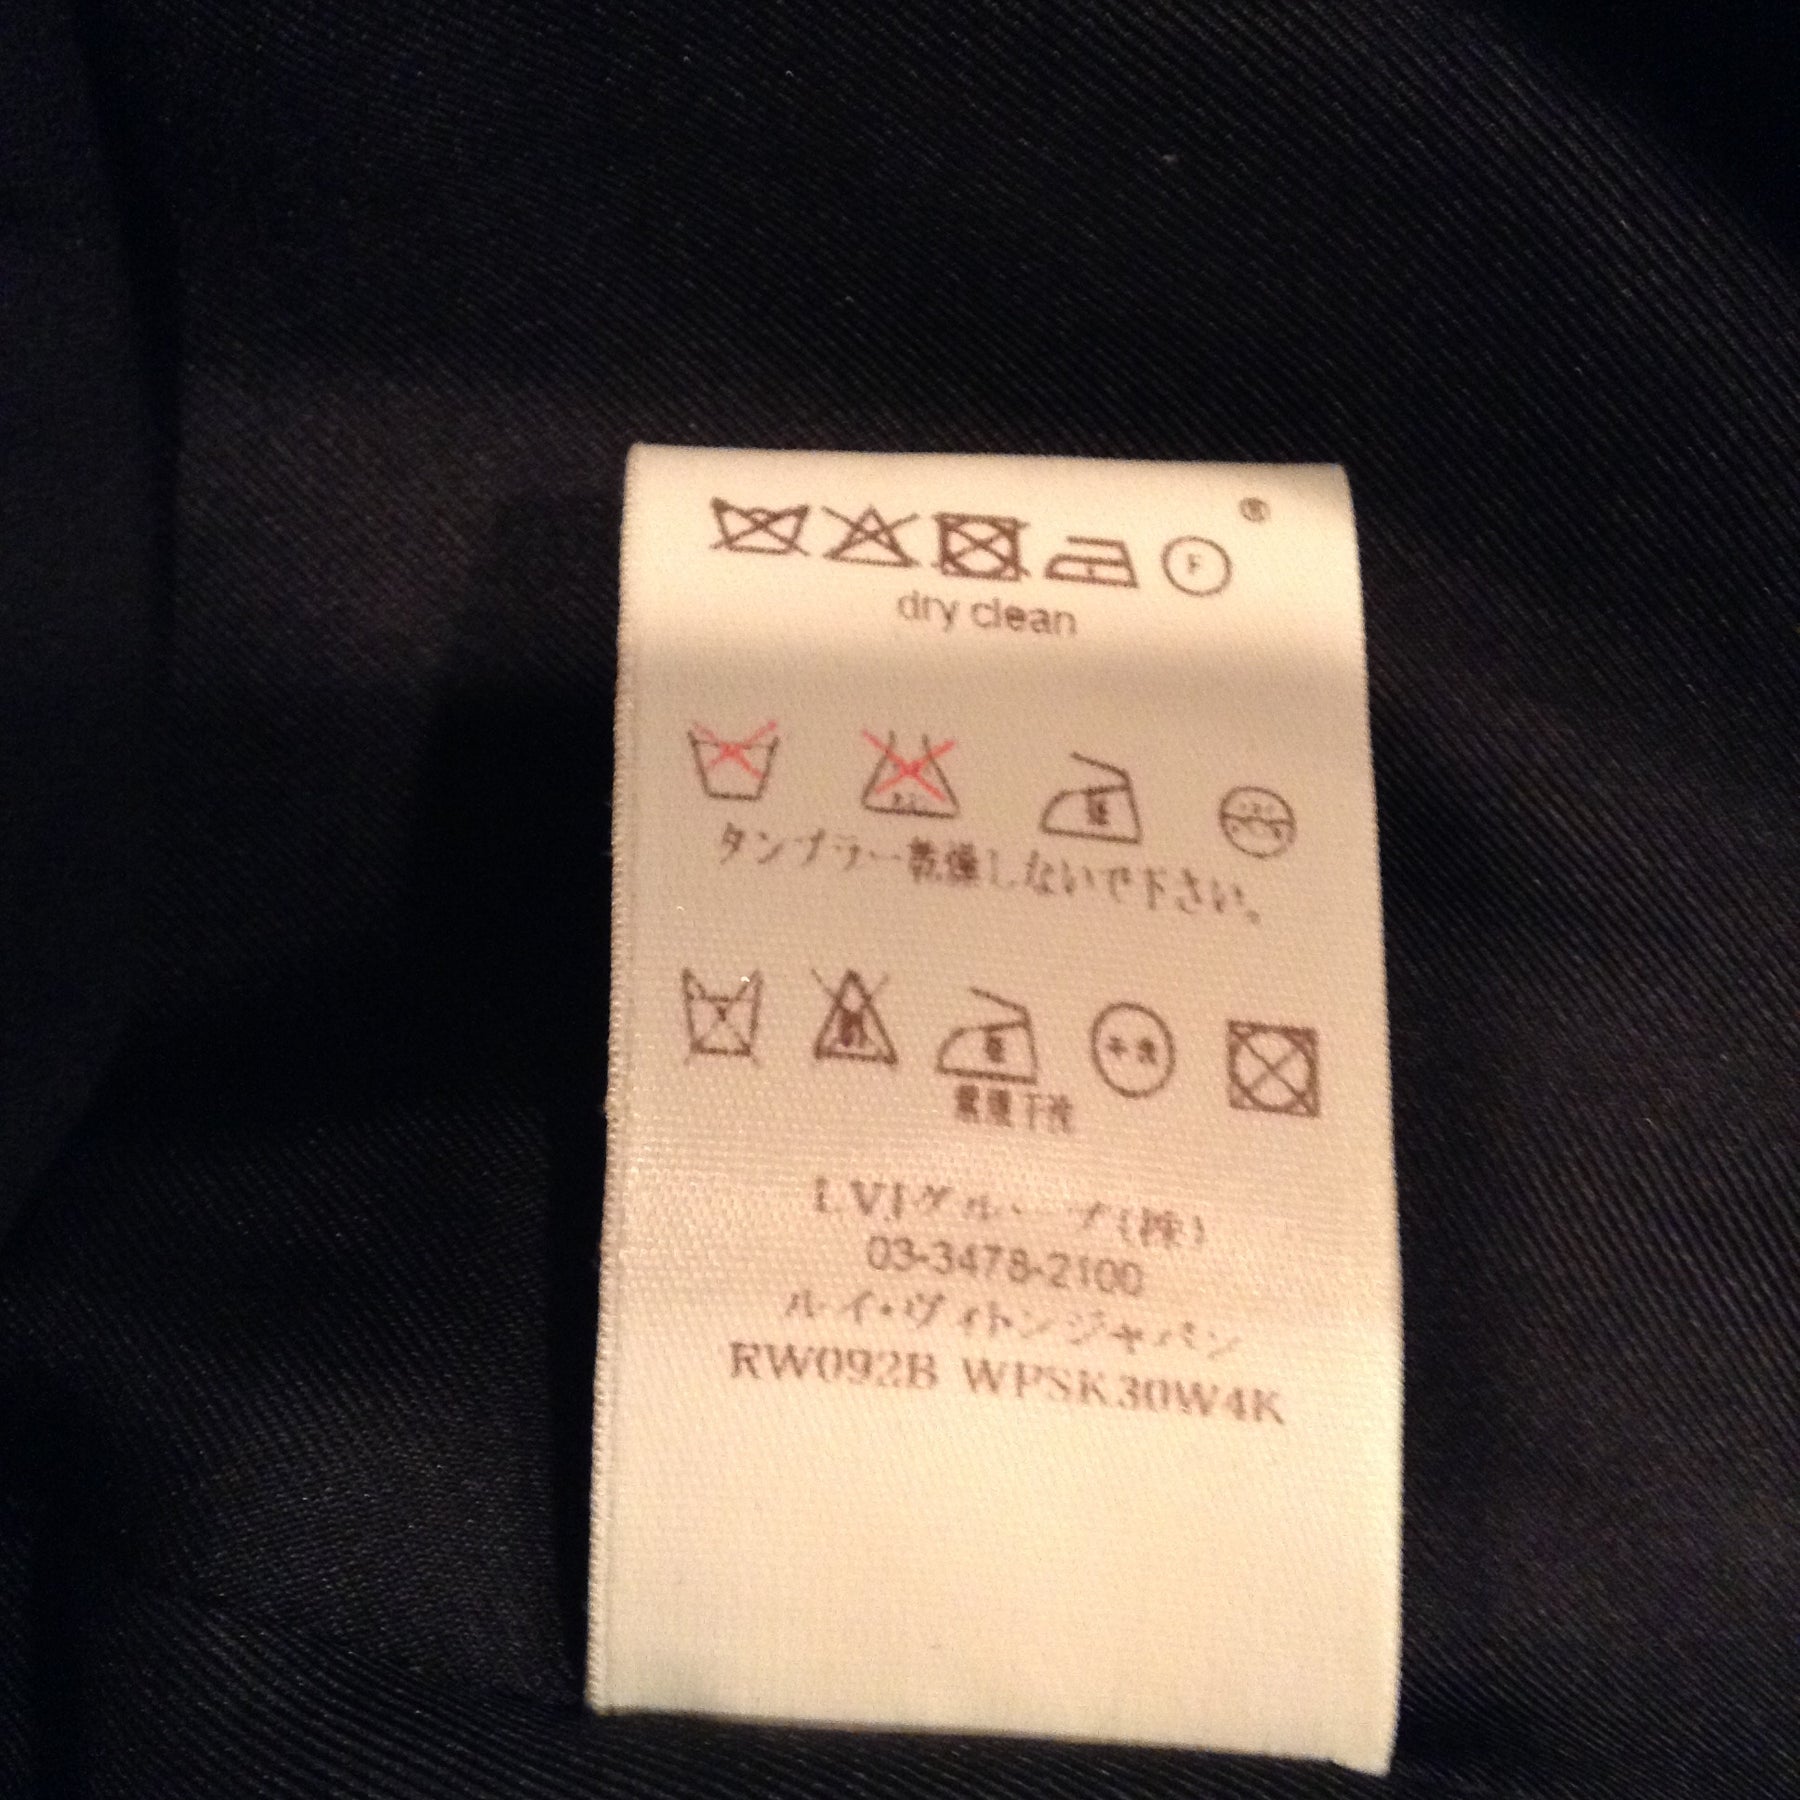 ®
F
dry clean
タンブラー乾燥しないで下さい。
干洗
LVJグループ(株)
03-3478-2100
ルイ・ヴィトンジャパン
RW092B WPSK30W4K